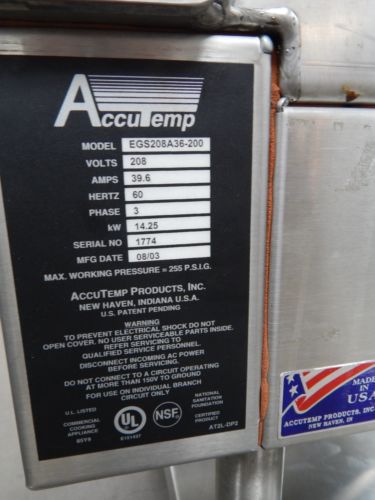 ACCUTEMP
MODEL EGS208A36-200
VOLTS 208
AMPS 39.6
HERTZ 60
PHASE 3
kW 14.25
SERIAL NO 1774
MFG DATE 08/03
MAX. WORKING PRESSURE = 255 P.S.I.G.
ACCUTEMP PRODUCTS, INC.
NEW HAVEN, INDIANA U.S.A.
U.S. PATENT PENDING
WARNING
TO PREVENT ELECTRICAL SHOCK DO NOT
OPEN COVER. NO USER SERVICEABLE PARTS INSIDE.
REFER SERVICING TO
QUALIFIED SERVICE PERSONNEL.
DISCONNECT INCOMING AC POWER
BEFORE SERVICING.
DO NOT CONNECT TO A CIRCUIT OPERATING
AT MORE THAN 150V TO GROUND
FOR USE ON INDIVIDUAL BRANCH
CIRCUIT ONLY
U.L. LISTED
COMMERCIAL
COOKING
APPLIANCE
85Y9
UL
E151437
NSF
NATIONAL
SANITATION
FOUNDATION
CERTIFIED
PRODUCT
AT2L-DP2
MADE
IN
USA
ACCUTEMP PRODUCTS, INC
NEW HAVEN, IN